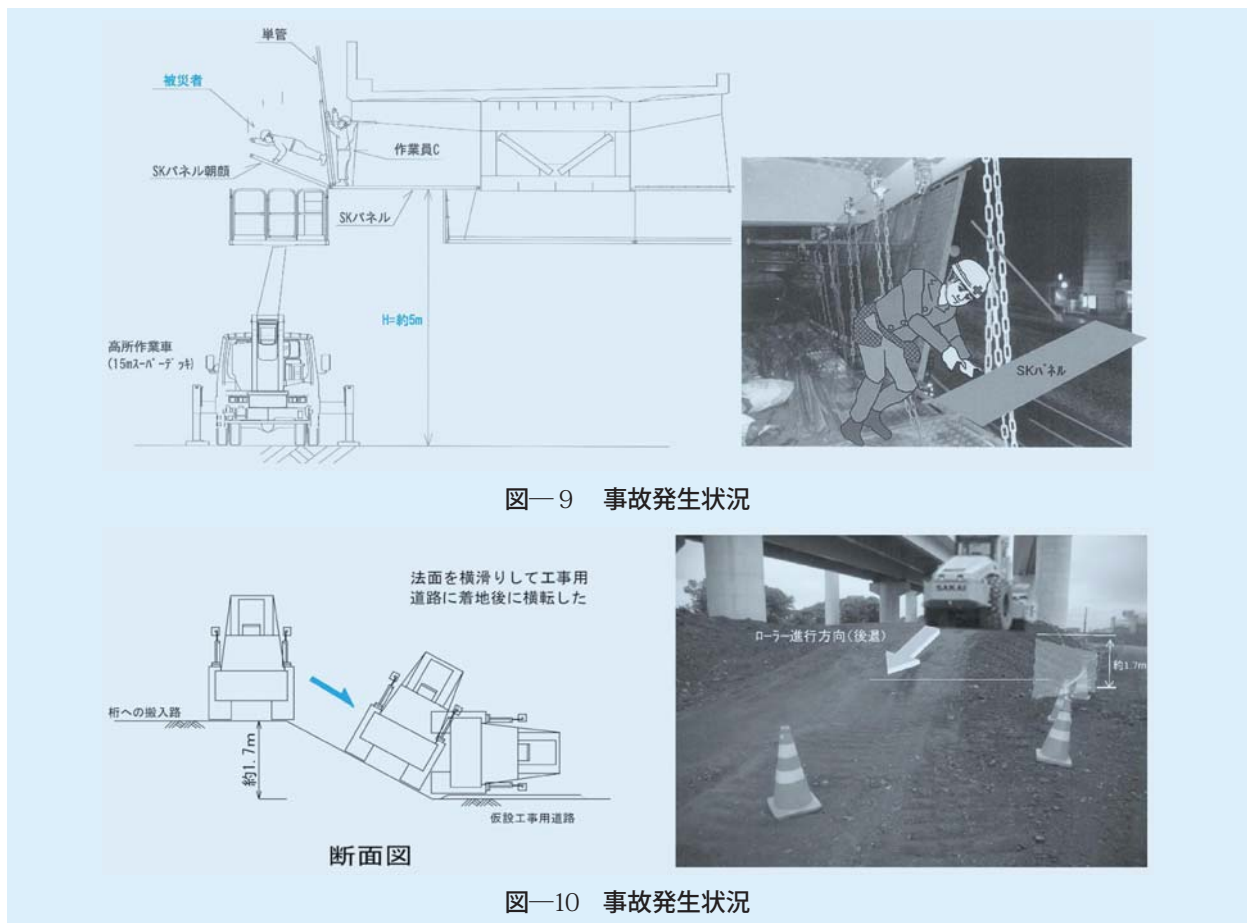 単管
被災者
作業員C
SKパネル朝顔
SKパネル
H=約5m
高所作業車
(15mスーパーデッキ)
SKパネル
図—9 事故発生状況
法面を横滑りして工事用
道路に着地後に横転した
桁への搬入路
約1.7m
仮設工事用道路
断面図
SAKAI
ローラー進行方向(後退)
約1.7m
図—10 事故発生状況